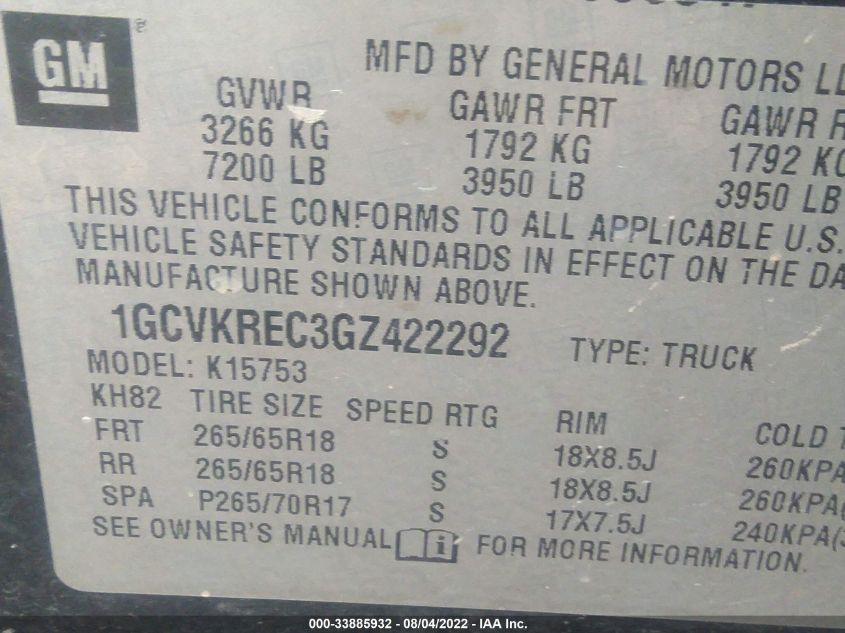 GM
MFD BY GENERAL MOTORS LL
GVWR GAWR FRT GAWR R
3266 KG 1792 KG 1792 KG
7200 LB 3950 LB 3950 LB
THIS VEHICLE CONFORMS TO ALL APPLICABLE U.S.
VEHICLE SAFETY STANDARDS IN EFFECT ON THE DA
MANUFACTURE SHOWN ABOVE.
1GCVKREC3GZ422292 TYPE: TRUCK
MODEL: K15753
KH82 TIRE SIZE SPEED RTG RIM COLD T
FRT 265/65R18 S 18X8.5J 260KPA
RR 265/65R18 S 18X8.5J 260KPA(
SPA P265/70R17 S 17X7.5J 240KPA(3
SEE OWNER'S MANUAL i FOR MORE INFORMATION.
000-33885932 - 08/04/2022 - IAA Inc.